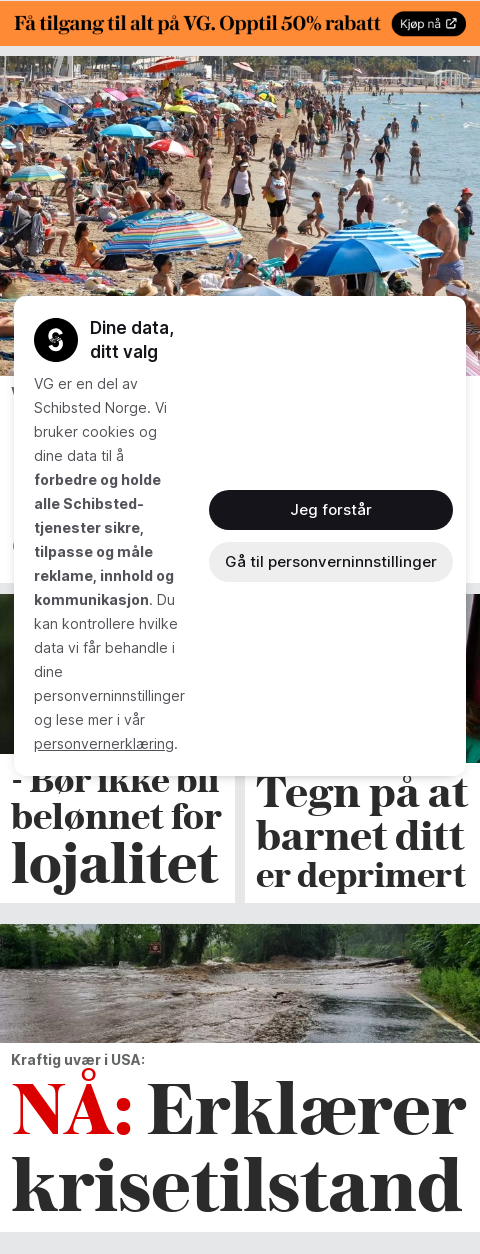 Få tilgang til alt på VG. Opptil 50% rabatt
Kjøp nå
Dine data,
ditt valg
VG er en del av
Schibsted Norge. Vi
bruker cookies og
dine data til å
forbedre og holde
alle Schibsted-
tjenester sikre,
tilpasse og måle
reklame, innhold og
kommunikasjon. Du
kan kontrollere hvilke
data vi får behandle i
dine
personverninnstillinger
og lese mer i vår
personvernerklæring.
Jeg forstår
Gå til personverninnstillinger
- Bør ikke bli
belønnet for
lojalitet
Tegn på at
barnet ditt
er deprimert
Kraftig uvær i USA:
NÅ: Erklærer
krisetilstand